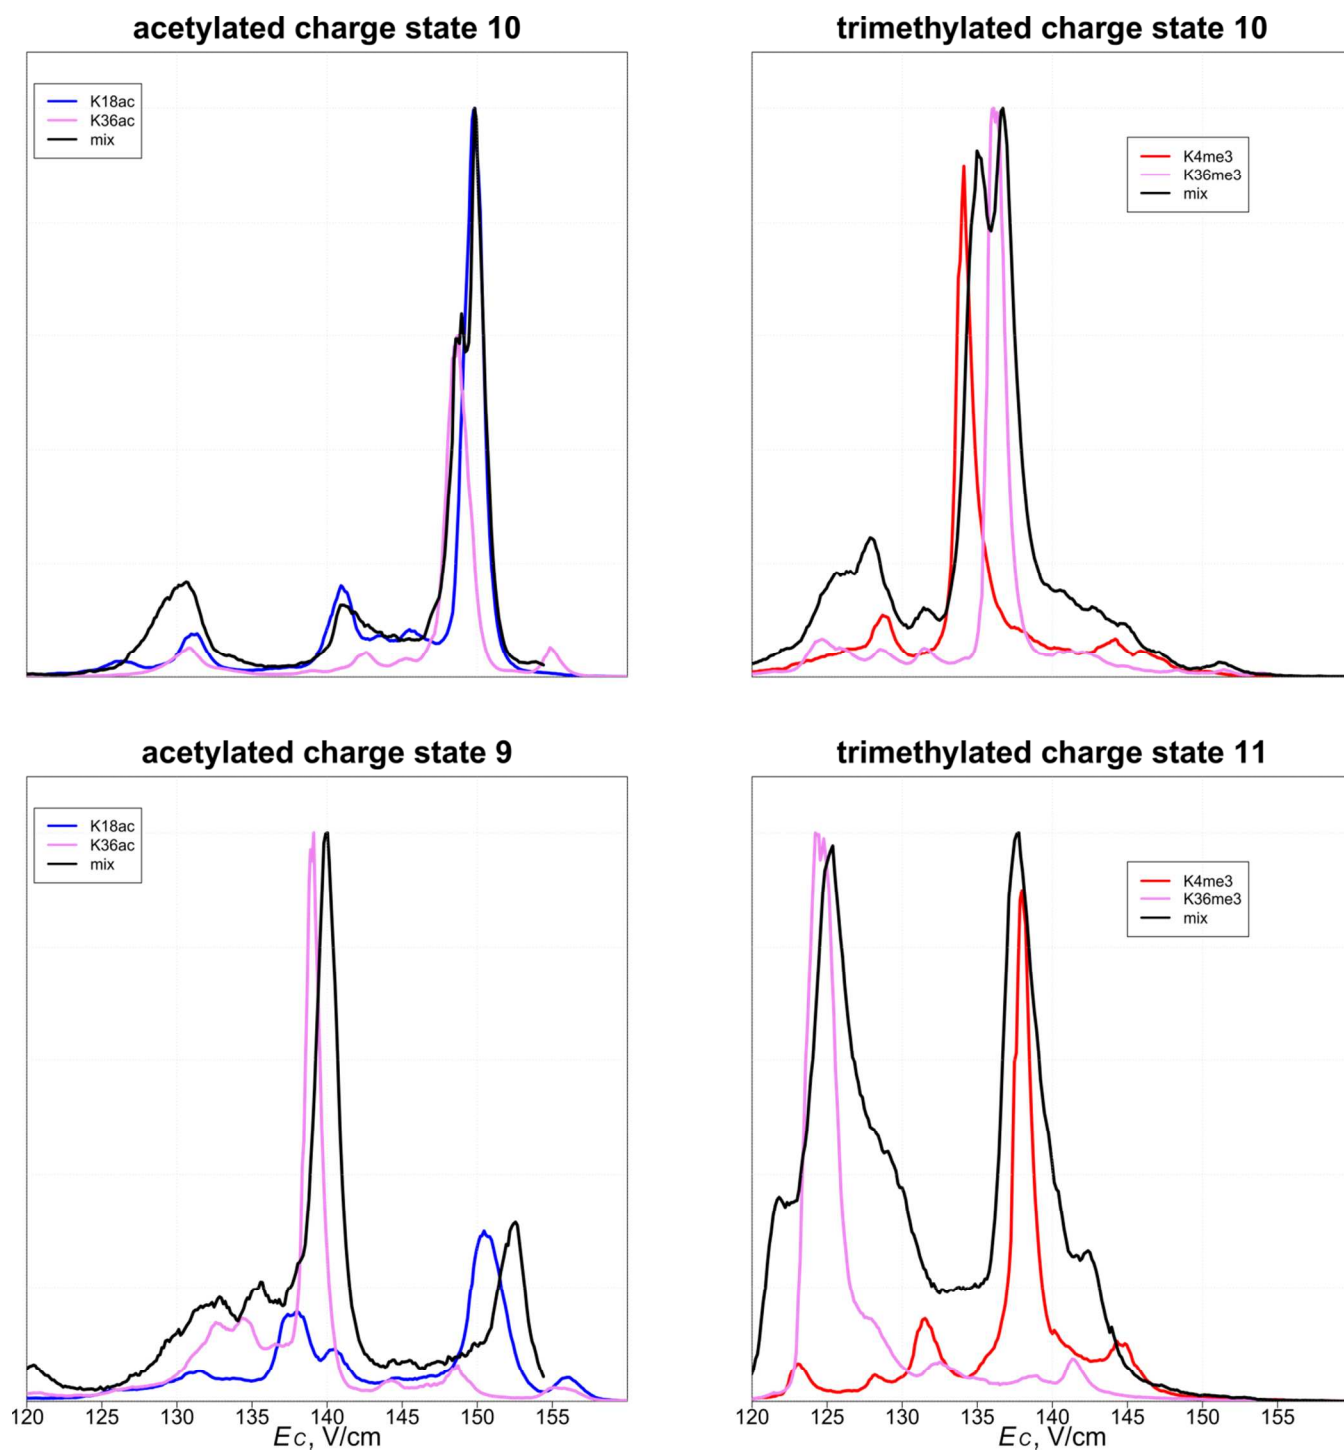 acetylated charge state 10
K18ac
K36ac
mix
trimethylated charge state 10
K4me3
K36me3
mix
acetylated charge state 9
K18ac
K36ac
mix
120 125 130 135 140 145 150 155
Ec, V/cm
trimethylated charge state 11
K4me3
K36me3
mix
120 125 130 135 140 145 150 155
Ec, V/cm